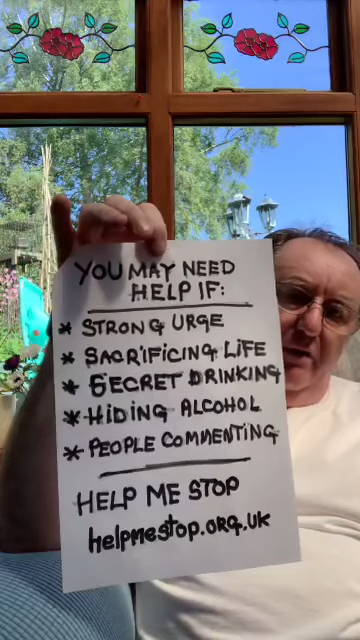 YOU MAY NEED
HELP IF:
* STRONG URGE
* SACRIFICING LIFE
* SECRET DRINKING
* HIDING ALCOHOL
* PEOPLE COMMENTING
HELP ME STOP
helpmestop.org.uk